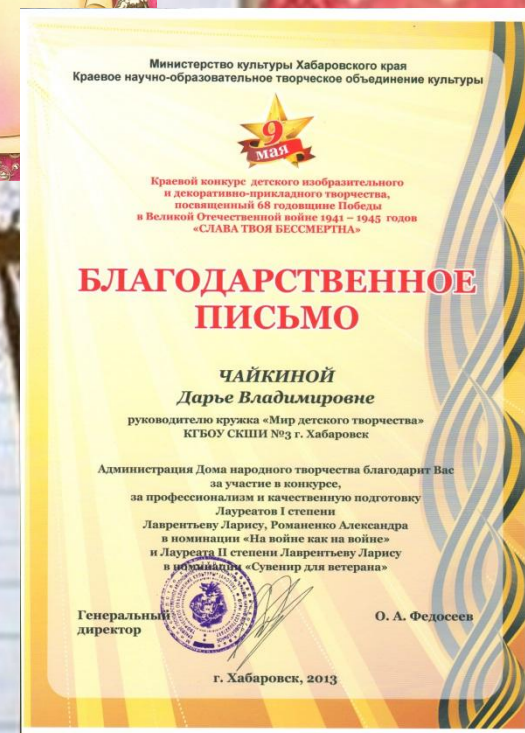 Министерство культуры Хабаровского края
Краевое научно-образовательное творческое объединение культуры
9
мая
Краевой конкурс детского изобразительного
и декоративно-прикладного творчества,
посвященный 68 годовщине Победы
в Великой Отечественной войне 1941 – 1945 годов
«СЛАВА ТВОЯ БЕССМЕРТНА»
БЛАГОДАРСТВЕННОЕ
ПИСЬМО
ЧАЙКИНОЙ
Дарье Владимировне
руководителю кружка «Мир детского творчества»
КГБОУ СКШИ №3 г. Хабаровск
Администрация Дома народного творчества благодарит Вас
за участие в конкурсе,
за профессионализм и качественную подготовку
Лауреатов I степени
Лаврентьеву Ларису, Романенко Александра
в номинации «На войне как на войне»
и Лауреата II степени Лаврентьеву Ларису
в номинации «Сувенир для ветерана»
Генеральный О. А. Федосеев
директор
г. Хабаровск, 2013